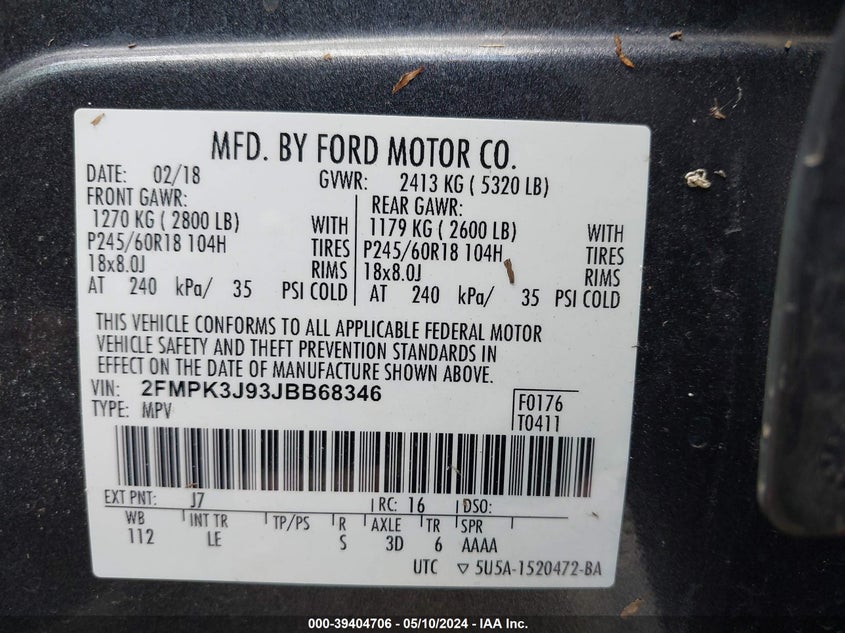 MFD. BY FORD MOTOR CO.
DATE: 02/18 GVWR: 2413 KG ( 5320 LB)
FRONT GAWR: REAR GAWR:
1270 KG ( 2800 LB) WITH 1179 KG ( 2600 LB) WITH
P245/60R18 104H TIRES P245/60R18 104H TIRES
18x8.0J RIMS 18x8.0J RIMS
AT 240 kPa/ 35 PSI COLD AT 240 kPa/ 35 PSI COLD
THIS VEHICLE CONFORMS TO ALL APPLICABLE FEDERAL MOTOR
VEHICLE SAFETY AND THEFT PREVENTION STANDARDS IN
EFFECT ON THE DATE OF MANUFACTURE SHOWN ABOVE.
VIN: 2FMPK3J93JBB68346 F0176
TYPE: MPV T0411
EXT PNT: J7 RC: 16 DSO:
WB INT TR TP/PS R AXLE TR SPR
112 LE S 3D 6 AAAA
UTC ▽ 5U5A-1520472-BA
000-39404706 - 05/10/2024 - IAA Inc.